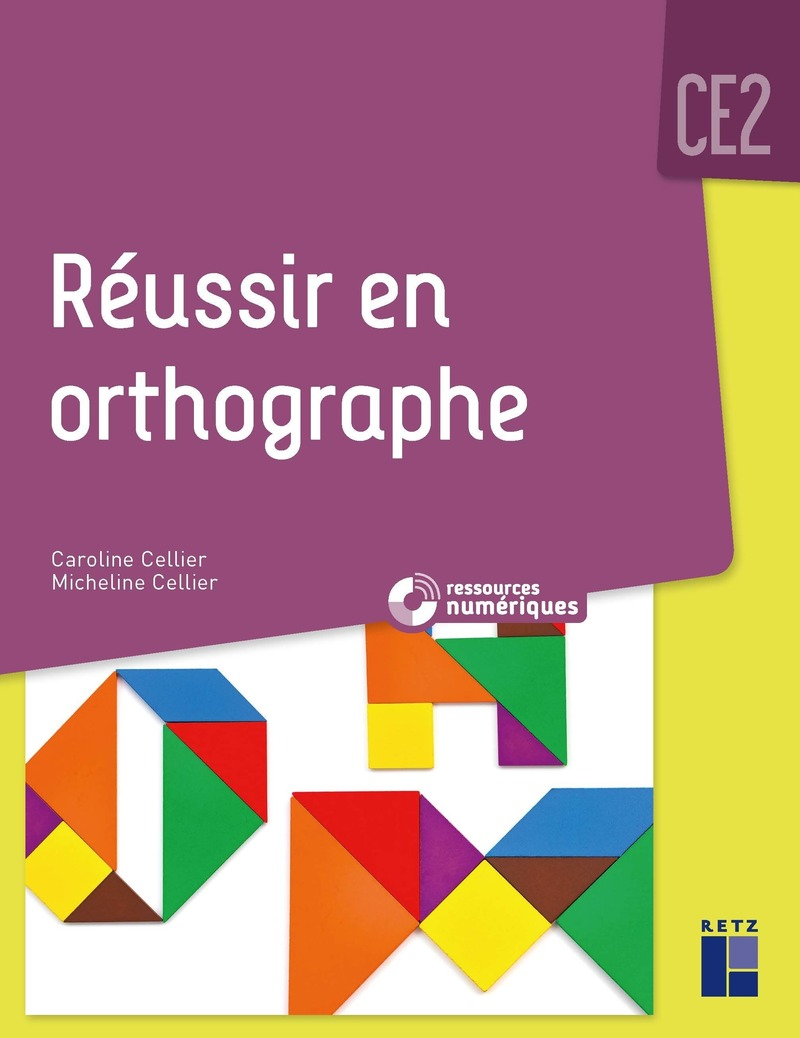 CE2
Réussir en
orthographe
Caroline Cellier
Micheline Cellier
ressources
numériques
RETZ